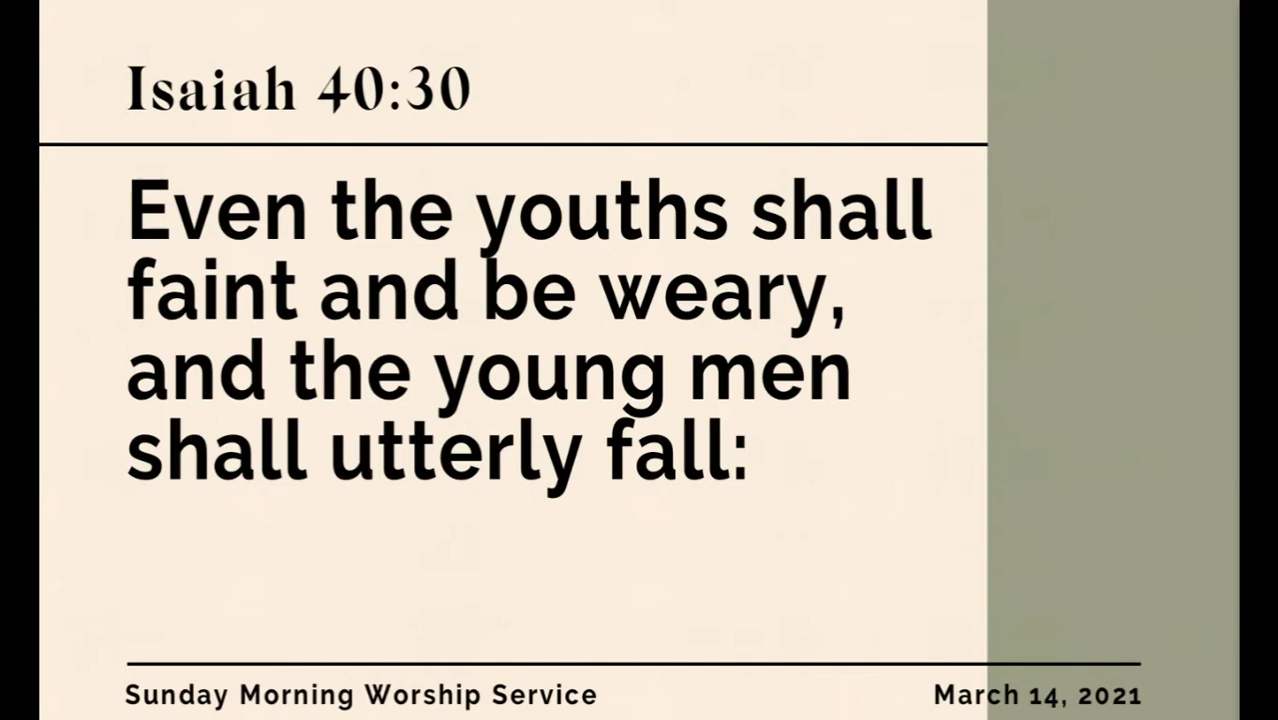 Isaiah 40:30
Even the youths shall
faint and be weary,
and the young men
shall utterly fall:
Sunday Morning Worship Service
March 14, 2021